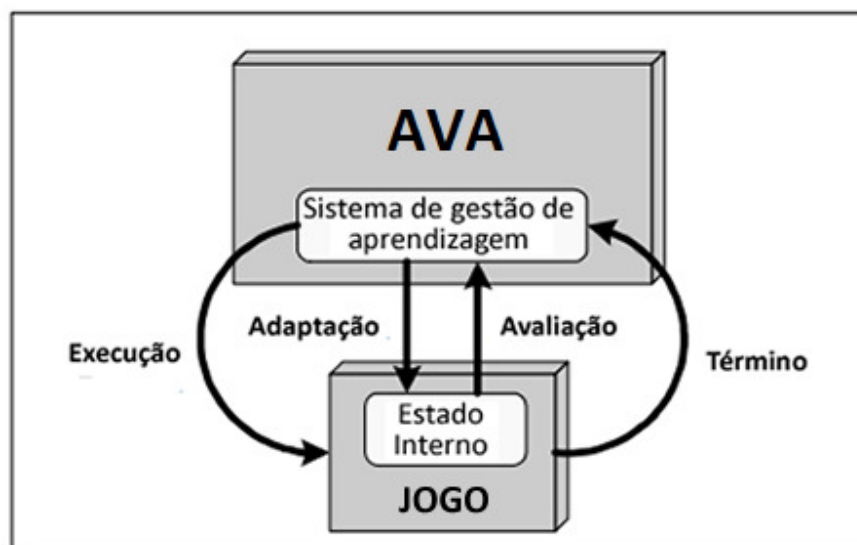 AVA
Sistema de gestão de
aprendizagem
Adaptação
Avaliação
Execução
Término
Estado
Interno
JOGO